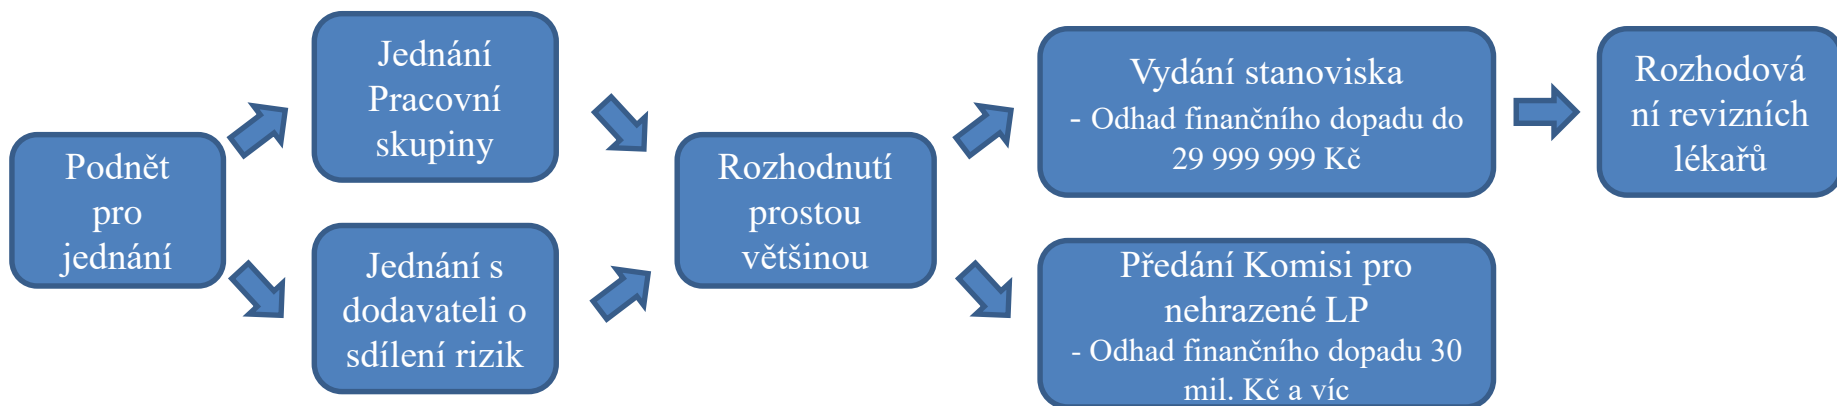 Podnět
pro
jednání
Jednání
Pracovní
skupiny
Jednání s
dodavateli o
sdílení rizik
Rozhodnutí
prostou
většinou
Vydání stanoviska
- Odhad finančního dopadu do
29 999 999 Kč
Předání Komisi pro
nehrazené LP
- Odhad finančního dopadu 30
mil. Kč a víc
Rozhodová
ní revizních
lékařů